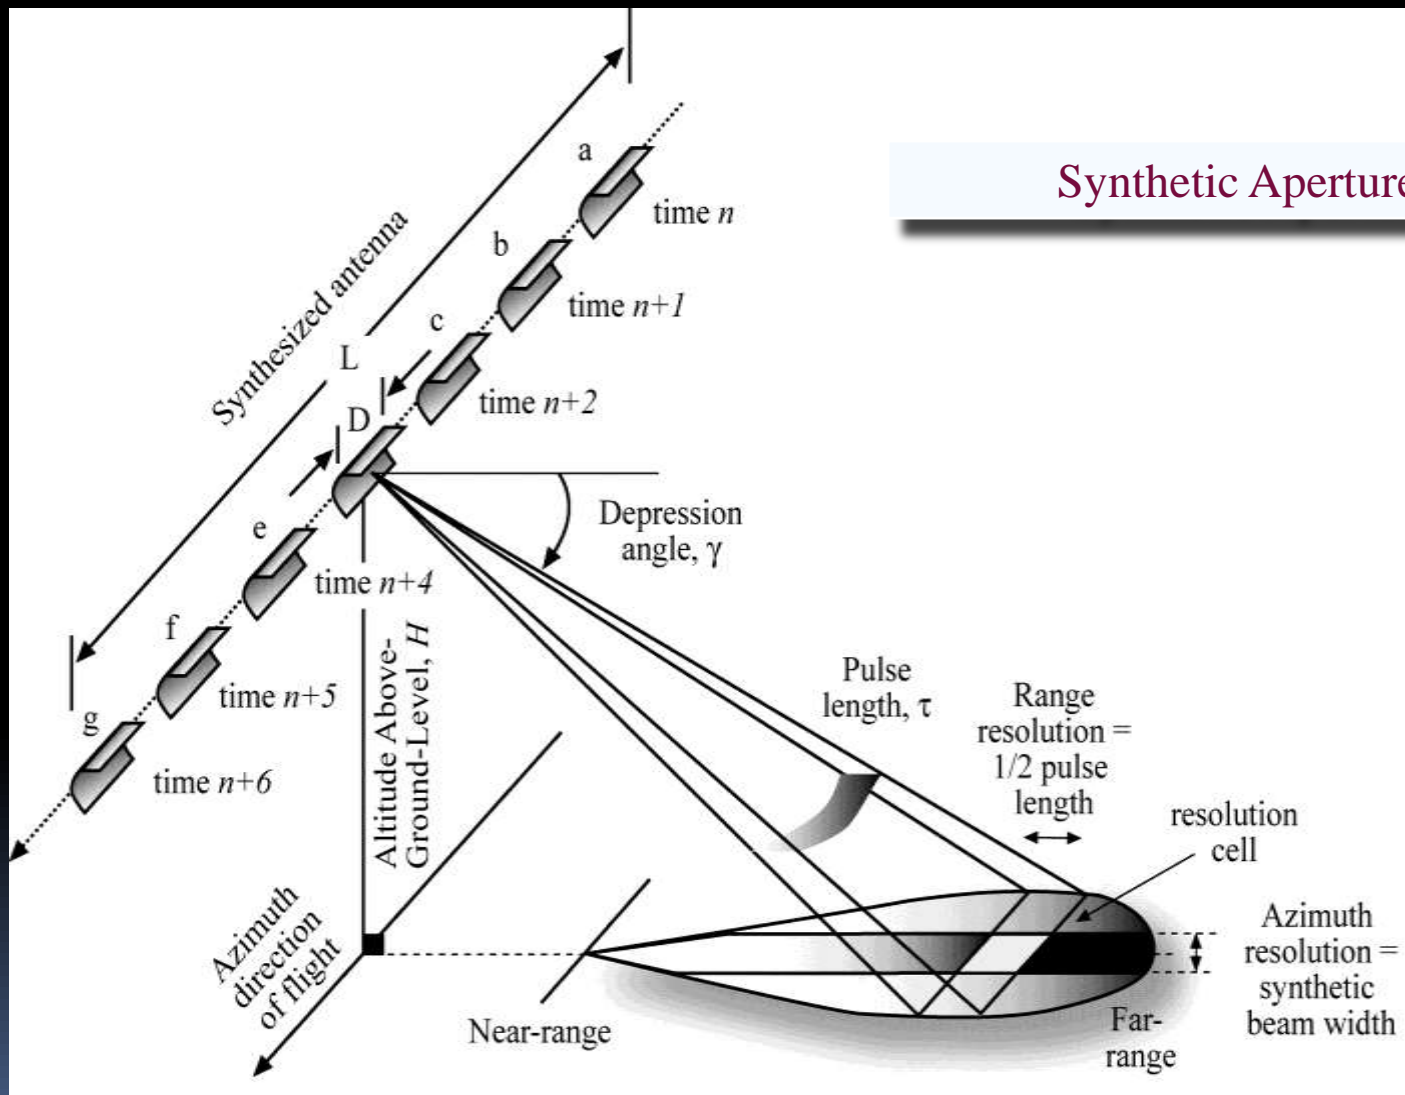 Synthetic Aperture
a
time n
b
time n+1
c
time n+2
Synthesized antenna
L
D
e
time n+4
f
time n+5
g
time n+6
Depression
angle, γ
Altitude Above-
Ground-Level, H
Pulse
length, τ
Range
resolution =
1/2 pulse
length
resolution
cell
Azimuth
resolution =
synthetic
beam width
Azimuth
direction
of flight
Near-range
Far-
range